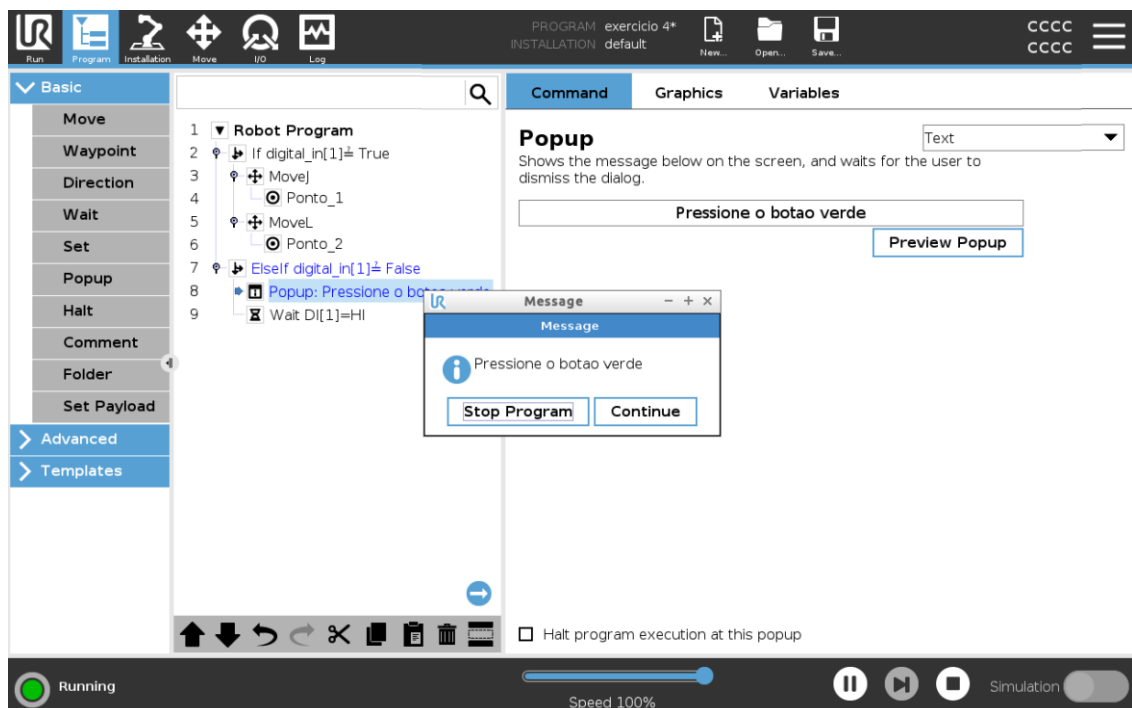 PROGRAM exercicio 4*
INSTALLATION default
CCCC
CCCC
Run Program Installation Move I/O Log New... Open... Save...
Basic
Move
Waypoint
Direction
Wait
Set
Popup
Halt
Comment
Folder
Set Payload
Advanced
Templates
1 Robot Program
2 If digital_in[1]≟ True
3 MoveJ
4 Ponto_1
5 MoveL
6 Ponto_2
7 ElseIf digital_in[1]≟ False
8 Popup: Pressione o botao verde
9 Wait DI[1]=HI
Command Graphics Variables
Popup
Text
Shows the message below on the screen, and waits for the user to
dismiss the dialog.
Pressione o botao verde
Preview Popup
Message
Message
Pressione o botao verde
Stop Program Continue
Halt program execution at this popup
Running
Speed 100%
Simulation